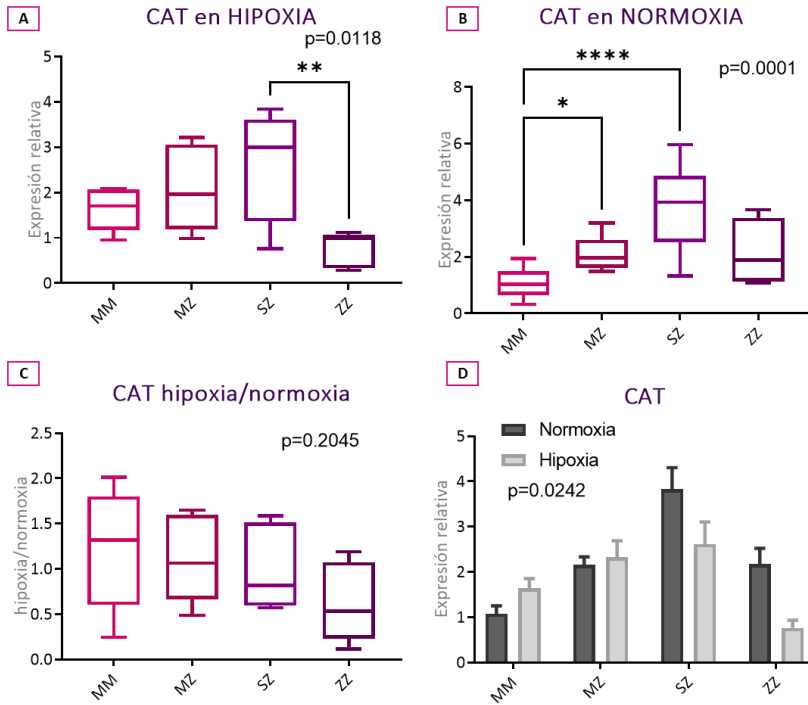 A
CAT en HIPOXIA
p=0.0118
**
Expresión relativa
5
4
3
2
1
0
MM
MZ
SZ
ZZ
B
CAT en NORMOXIA
p=0.0001
****
*
Expresión relativa
8
6
4
2
0
MM
MZ
SZ
ZZ
C
CAT hipoxia/normoxia
p=0.2045
hipoxia/normoxia
2.5
2.0
1.5
1.0
0.5
0.0
MM
MZ
SZ
ZZ
D
CAT
Normoxia
Hipoxia
p=0.0242
Expresión relativa
5
4
3
2
1
0
MM
MZ
SZ
ZZ